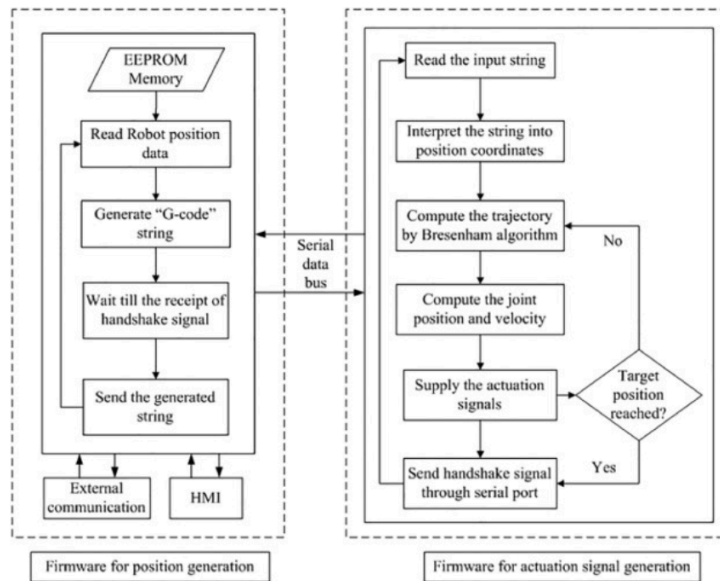 EEPROM
Memory
Read Robot position
data
Generate “G-code”
string
Wait till the receipt of
handshake signal
Send the generated
string
External
communication
HMI
Firmware for position generation
Serial
data
bus
Read the input string
Interpret the string into
position coordinates
Compute the trajectory
by Bresenham algorithm
No
Compute the joint
position and velocity
Supply the actuation
signals
Target
position
reached?
Yes
Send handshake signal
through serial port
Firmware for actuation signal generation